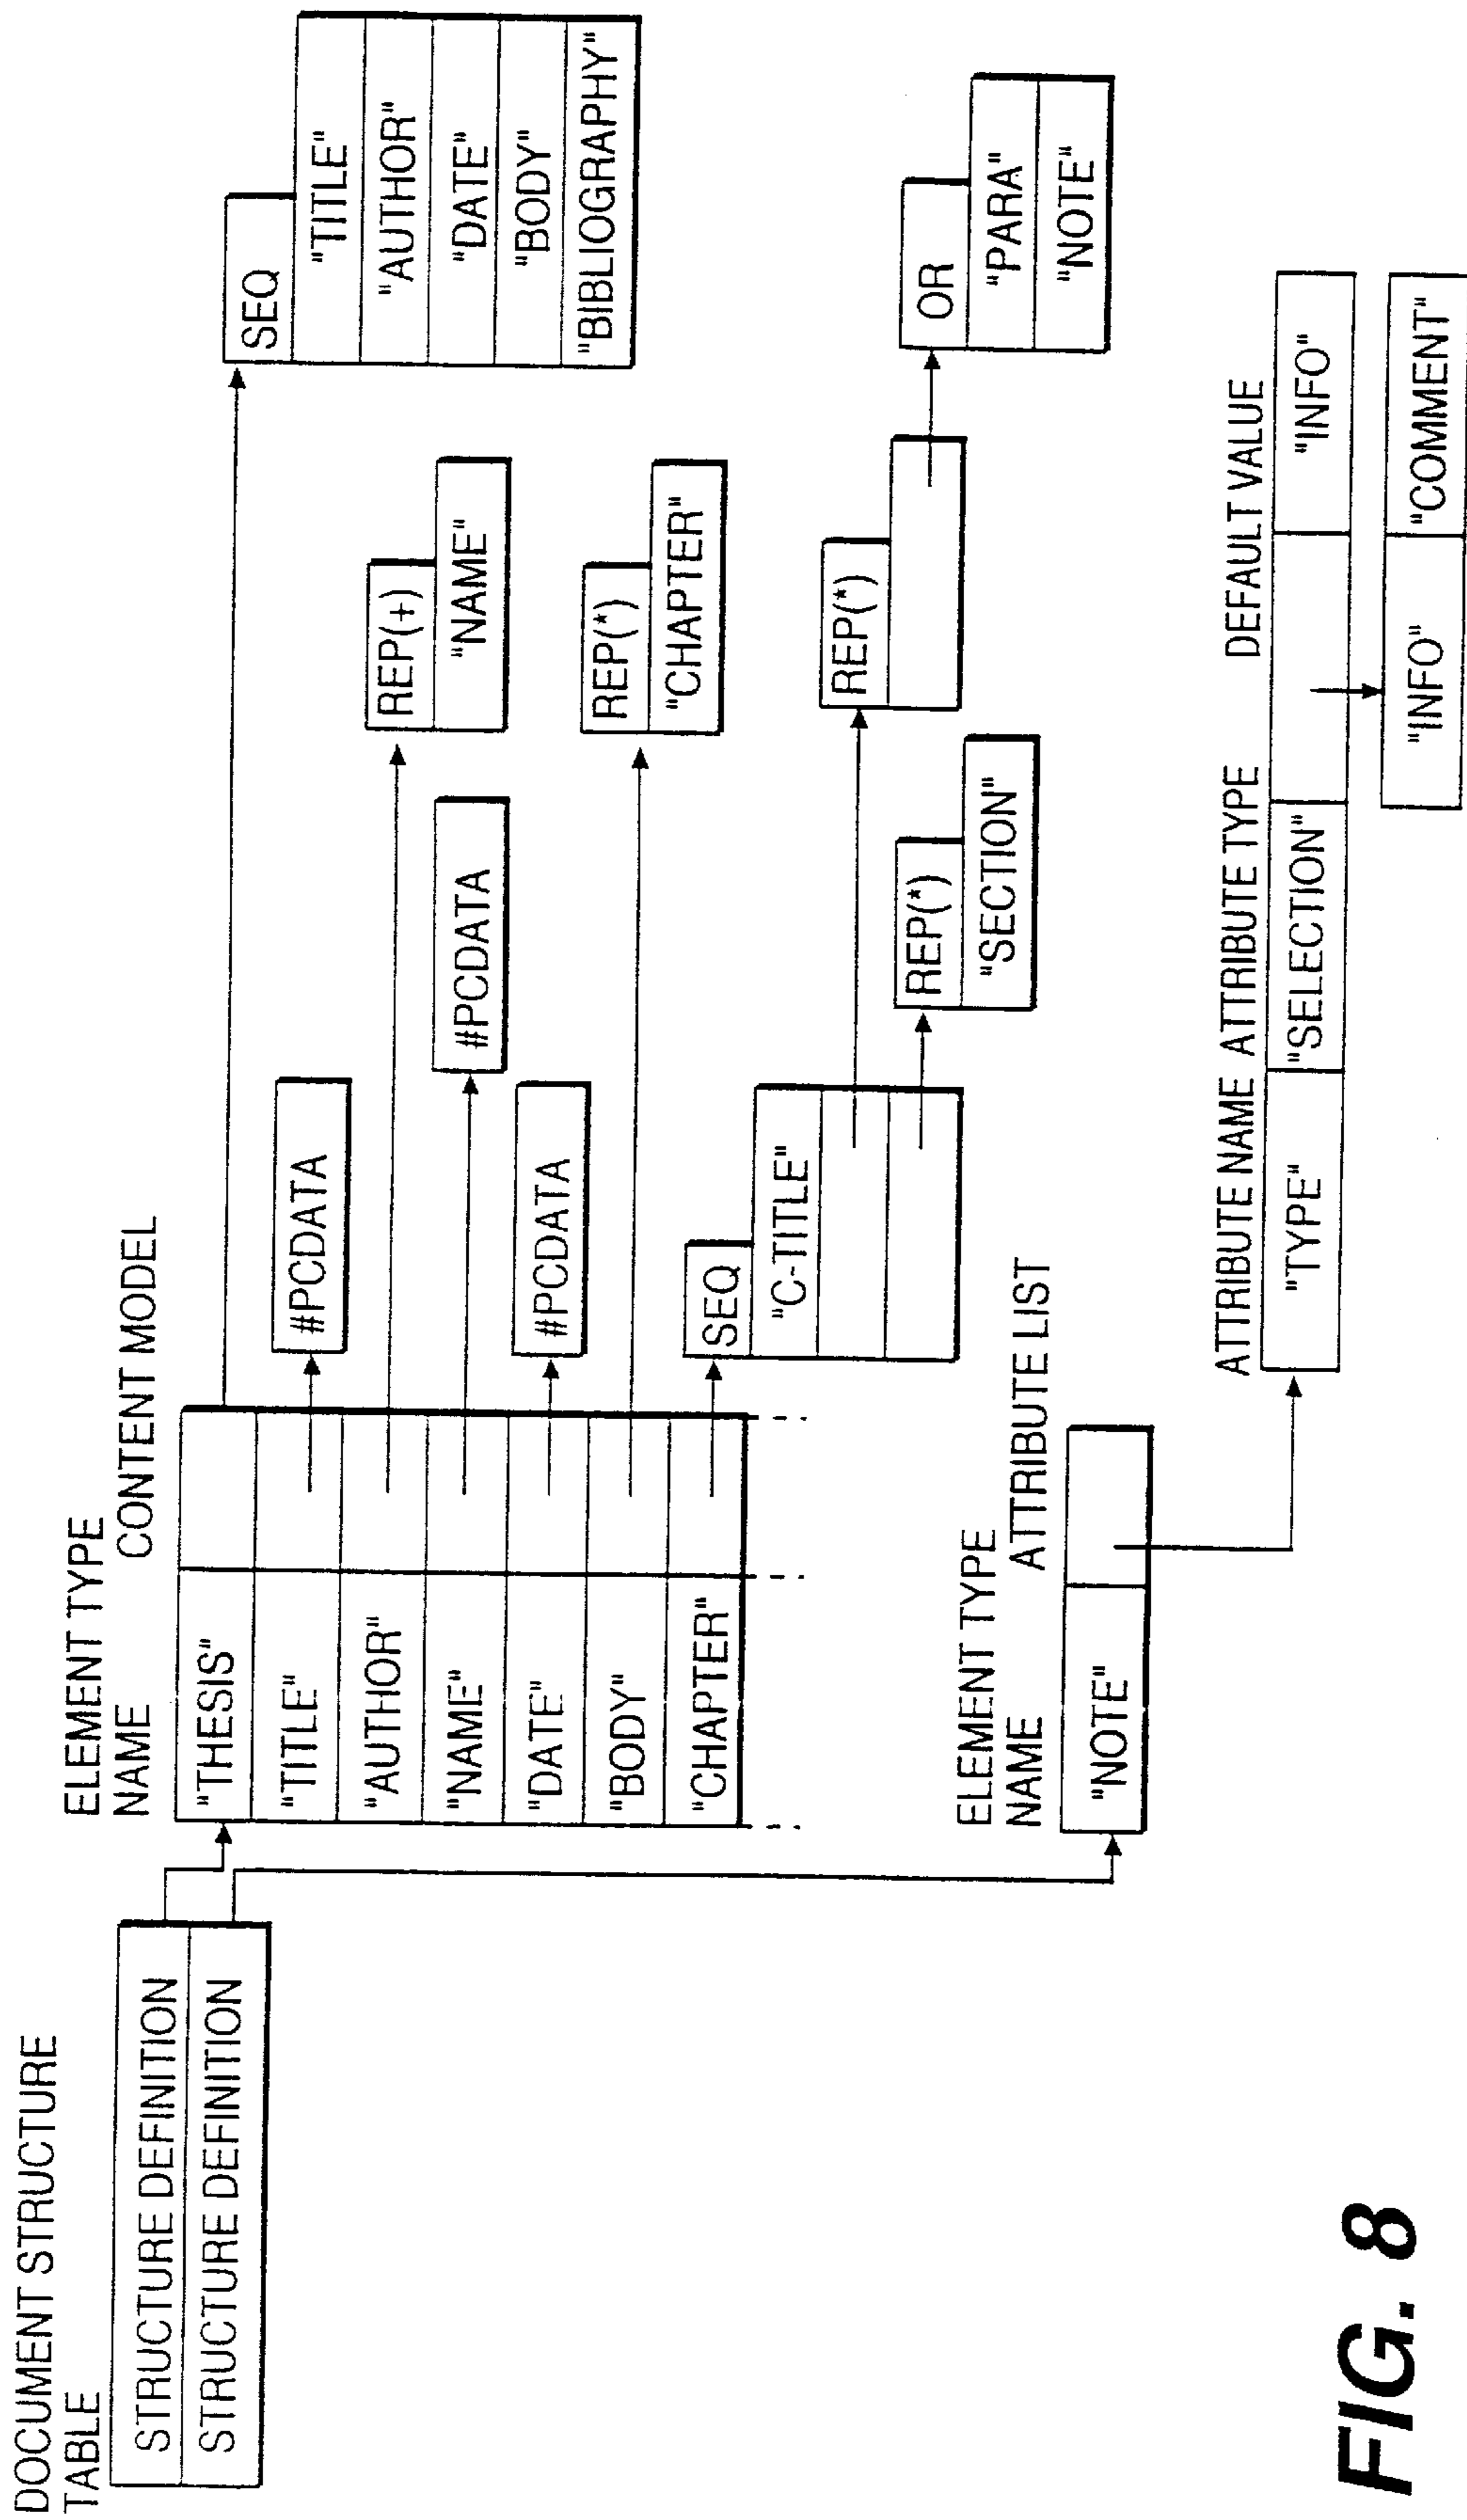 DOCUMENT STRUCTURE
TABLE
STRUCTURE DEFINITION
STRUCTURE DEFINITION
ELEMENT TYPE
NAME
CONTENT MODEL
"THESIS"
"TITLE"
"AUTHOR"
"NAME"
"DATE"
"BODY"
"CHAPTER"
SEQ
"TITLE"
"AUTHOR"
"DATE"
"BODY"
"BIBLIOGRAPHY"
#PCDATA
REP(+)
"NAME"
#PCDATA
#PCDATA
REP(*)
"CHAPTER"
SEQ
"C-TITLE"
REP(*)
OR
"PARA"
"NOTE"
REP(*)
"SECTION"
ELEMENT TYPE
NAME
ATTRIBUTE LIST
"NOTE"
ATTRIBUTE NAME ATTRIBUTE TYPE DEFAULT VALUE
"TYPE" "SELECTION" "INFO"
"INFO" "COMMENT"
FIG. 8